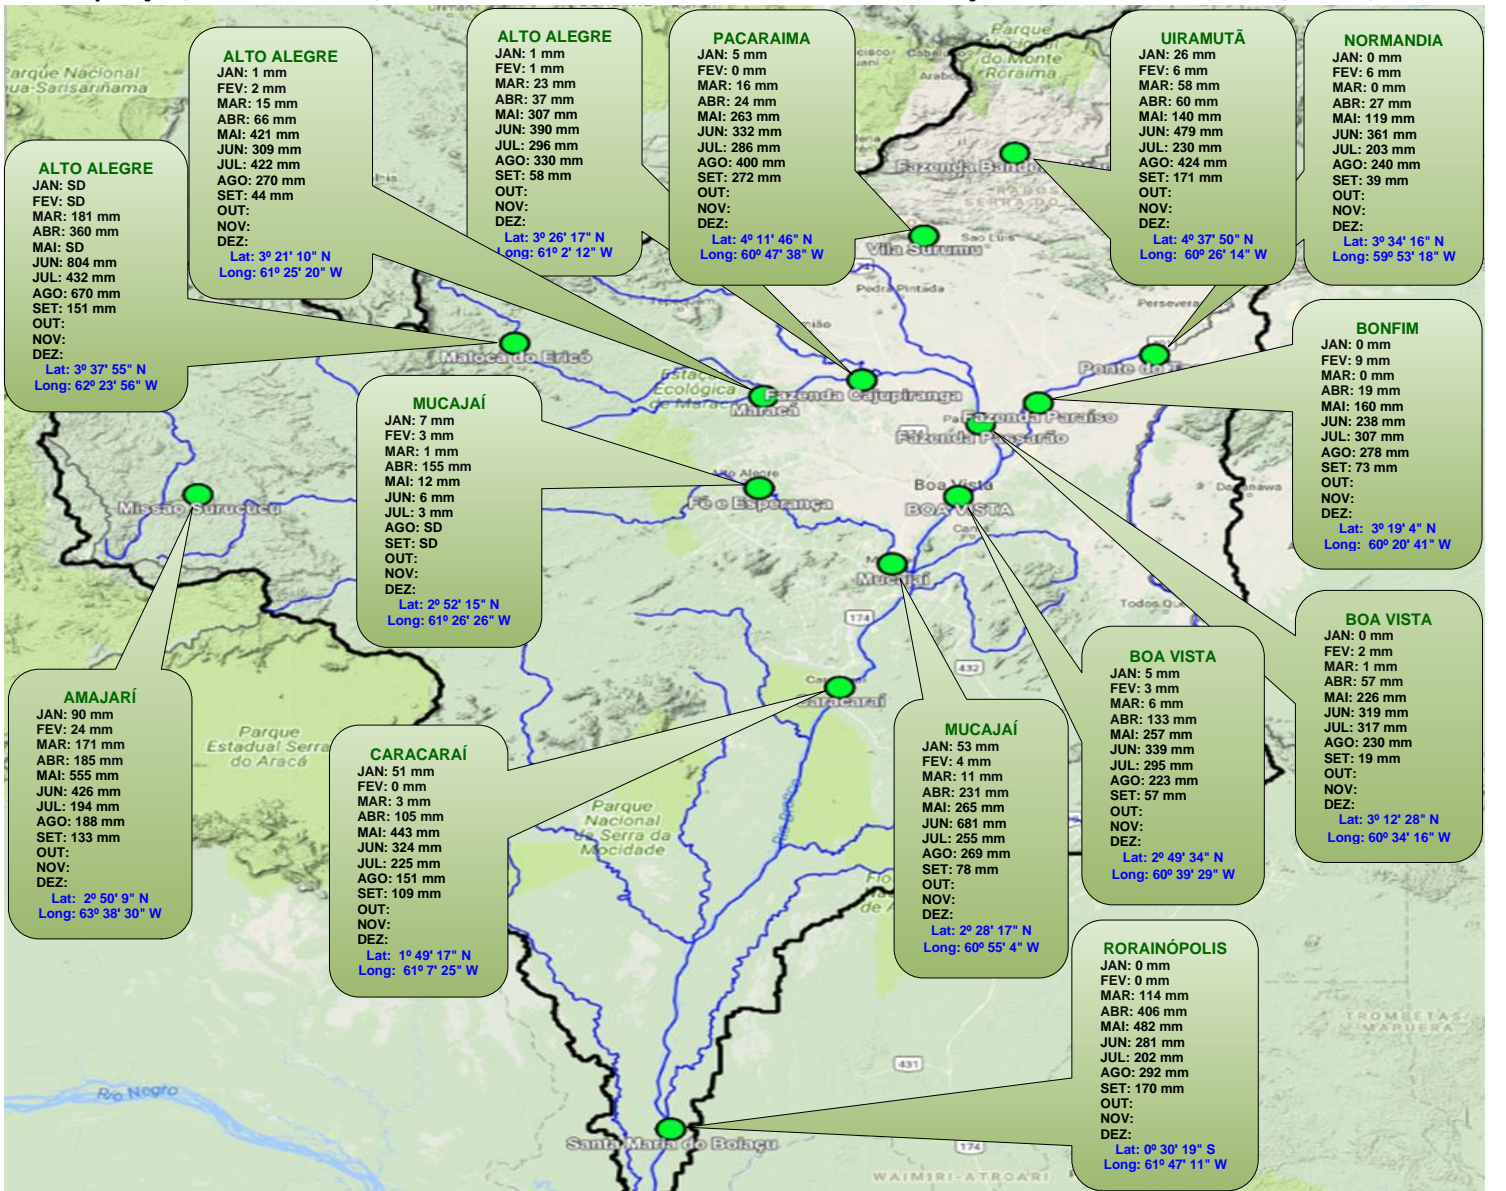 ALTO ALEGRE
JAN: SD
FEV: SD
MAR: 181 mm
ABR: 360 mm
MAI: SD
JUN: 804 mm
JUL: 432 mm
AGO: 670 mm
SET: 151 mm
OUT:
NOV:
DEZ:
Lat: 3º 37' 55" N
Long: 62º 23' 56" W
ALTO ALEGRE
JAN: 1 mm
FEV: 2 mm
MAR: 15 mm
ABR: 66 mm
MAI: 421 mm
JUN: 309 mm
JUL: 422 mm
AGO: 270 mm
SET: 44 mm
OUT:
NOV:
DEZ:
Lat: 3º 21' 10" N
Long: 61º 25' 20" W
ALTO ALEGRE
JAN: 1 mm
FEV: 1 mm
MAR: 23 mm
ABR: 37 mm
MAI: 307 mm
JUN: 390 mm
JUL: 296 mm
AGO: 330 mm
SET: 58 mm
OUT:
NOV:
DEZ:
Lat: 3º 26' 17" N
Long: 61º 2' 12" W
PACARAIMA
JAN: 5 mm
FEV: 0 mm
MAR: 16 mm
ABR: 24 mm
MAI: 263 mm
JUN: 332 mm
JUL: 286 mm
AGO: 400 mm
SET: 272 mm
OUT:
NOV:
DEZ:
Lat: 4º 11' 46" N
Long: 60º 47' 38" W
UIRAMUTÃ
JAN: 26 mm
FEV: 6 mm
MAR: 58 mm
ABR: 60 mm
MAI: 140 mm
JUN: 479 mm
JUL: 230 mm
AGO: 424 mm
SET: 171 mm
OUT:
NOV:
DEZ:
Lat: 4º 37' 50" N
Long: 60º 26' 14" W
NORMANDIA
JAN: 0 mm
FEV: 6 mm
MAR: 0 mm
ABR: 27 mm
MAI: 119 mm
JUN: 361 mm
JUL: 203 mm
AGO: 240 mm
SET: 39 mm
OUT:
NOV:
DEZ:
Lat: 3º 34' 16" N
Long: 59º 53' 18" W
BONFIM
JAN: 0 mm
FEV: 9 mm
MAR: 0 mm
ABR: 19 mm
MAI: 160 mm
JUN: 238 mm
JUL: 307 mm
AGO: 278 mm
SET: 73 mm
OUT:
NOV:
DEZ:
Lat: 3º 19' 4" N
Long: 60º 20' 41" W
MUCAJAÍ
JAN: 7 mm
FEV: 3 mm
MAR: 1 mm
ABR: 155 mm
MAI: 12 mm
JUN: 6 mm
JUL: 3 mm
AGO: SD
SET: SD
OUT:
NOV:
DEZ:
Lat: 2º 52' 15" N
Long: 61º 26' 26" W
AMAJARÍ
JAN: 90 mm
FEV: 24 mm
MAR: 171 mm
ABR: 185 mm
MAI: 555 mm
JUN: 426 mm
JUL: 194 mm
AGO: 188 mm
SET: 133 mm
OUT:
NOV:
DEZ:
Lat: 2º 50' 9" N
Long: 63º 38' 30" W
CARACARAÍ
JAN: 51 mm
FEV: 0 mm
MAR: 3 mm
ABR: 105 mm
MAI: 443 mm
JUN: 324 mm
JUL: 225 mm
AGO: 151 mm
SET: 109 mm
OUT:
NOV:
DEZ:
Lat: 1º 49' 17" N
Long: 61º 7' 25" W
MUCAJAÍ
JAN: 53 mm
FEV: 4 mm
MAR: 11 mm
ABR: 231 mm
MAI: 265 mm
JUN: 681 mm
JUL: 255 mm
AGO: 269 mm
SET: 78 mm
OUT:
NOV:
DEZ:
Lat: 2º 28' 17" N
Long: 60º 55' 4" W
BOA VISTA
JAN: 5 mm
FEV: 3 mm
MAR: 6 mm
ABR: 133 mm
MAI: 257 mm
JUN: 339 mm
JUL: 295 mm
AGO: 223 mm
SET: 57 mm
OUT:
NOV:
DEZ:
Lat: 2º 49' 34" N
Long: 60º 39' 29" W
BOA VISTA
JAN: 0 mm
FEV: 2 mm
MAR: 1 mm
ABR: 57 mm
MAI: 226 mm
JUN: 319 mm
JUL: 317 mm
AGO: 230 mm
SET: 19 mm
OUT:
NOV:
DEZ:
Lat: 3º 12' 28" N
Long: 60º 34' 16" W
RORAINÓPOLIS
JAN: 0 mm
FEV: 0 mm
MAR: 114 mm
ABR: 406 mm
MAI: 482 mm
JUN: 281 mm
JUL: 202 mm
AGO: 292 mm
SET: 170 mm
OUT:
NOV:
DEZ:
Lat: 0º 30' 19" S
Long: 61º 47' 11" W
Parque Nacional
Parque
do Monte
Roraima
Vila Surumu
São Luis
Pedra Pintada
Maloca do Ericó
Ecológica
Maracá
Fazenda Cajupiranga
Fazenda Paraíso
Fazenda Passarão
Ponte do
Missão Surucucu
Alto Alegre
Fé e Esperança
Boa Vista
BOA VISTA
Mucajaí
174
432
Caracaraí
Parque
Estadual Serra
do Aracá
Parque
Nacional
da Serra da
Mocidade
Rio Branco
Rio Negro
431
174
Santa Maria do Boiaçu
TROMBETAS/
MAPUERA
WAIMIRI-ATROARI